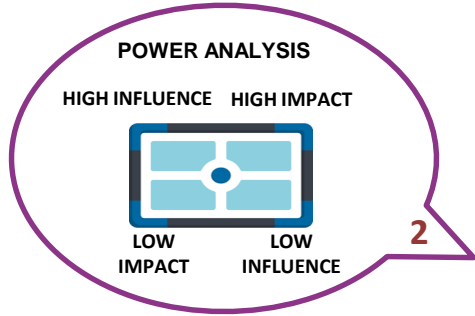 POWER ANALYSIS
HIGH INFLUENCE HIGH IMPACT
LOW IMPACT
LOW INFLUENCE
2